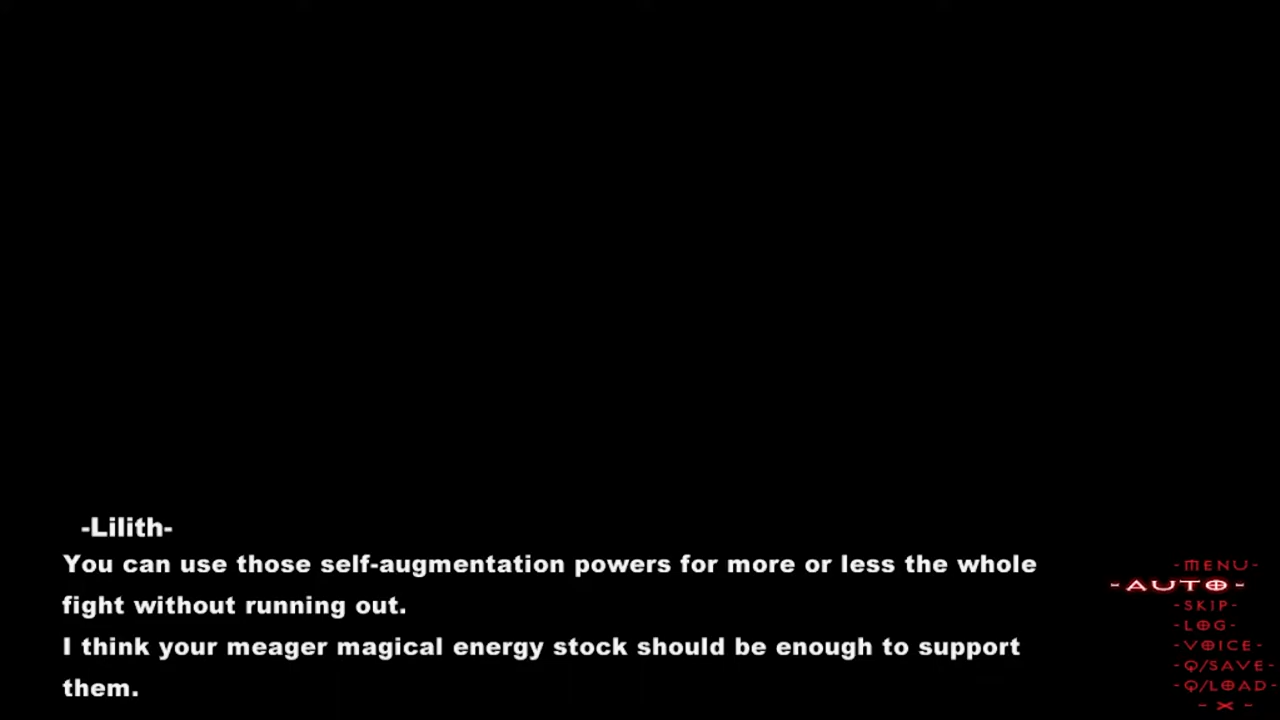 -Lilith-
You can use those self-augmentation powers for more or less the whole
fight without running out.
I think your meager magical energy stock should be enough to support
them.
-MENU-
-AUTO-
-SKIP-
-LOG-
-VOICE-
-Q/SAVE-
-Q/LOAD-
-X-